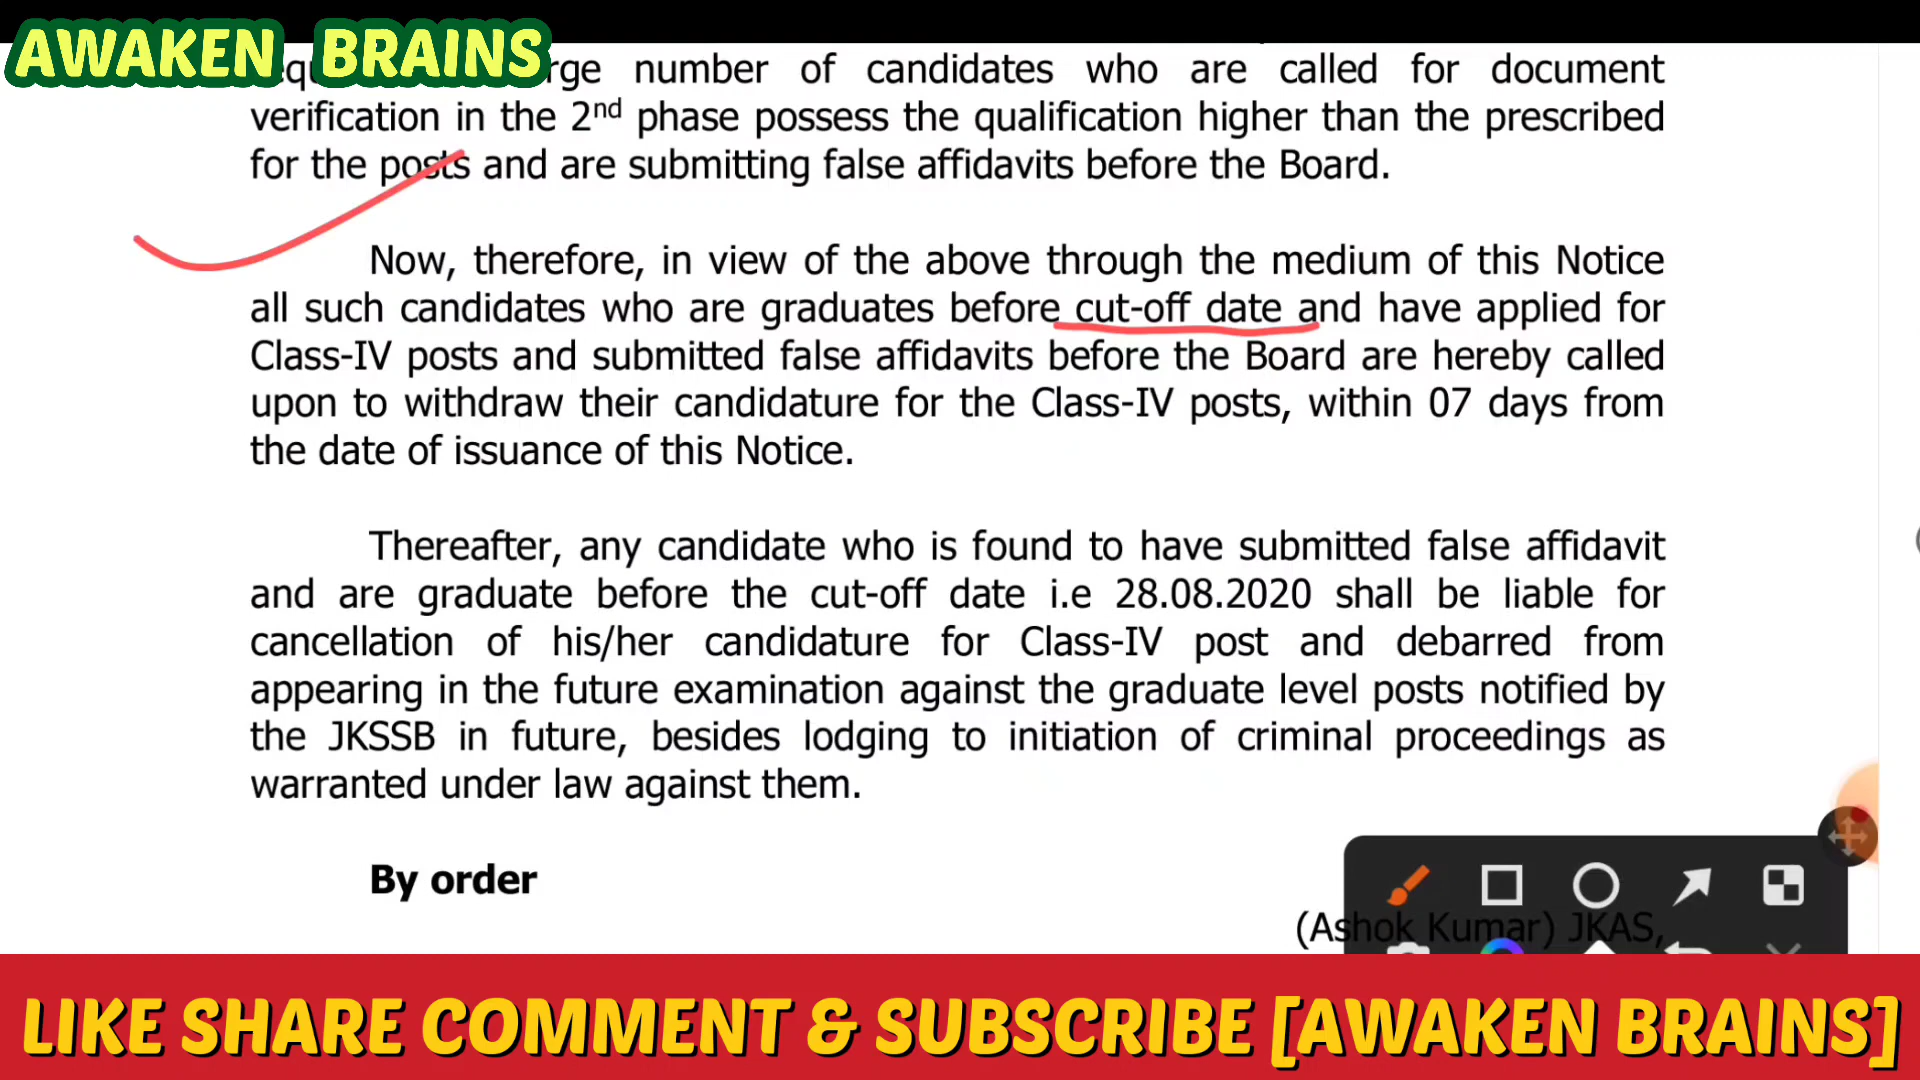 AWAKEN BRAINS
number of candidates who are called for document
verification in the 2nd phase possess the qualification higher than the prescribed
for the posts and are submitting false affidavits before the Board.
Now, therefore, in view of the above through the medium of this Notice
all such candidates who are graduates before cut-off date and have applied for
Class-IV posts and submitted false affidavits before the Board are hereby called
upon to withdraw their candidature for the Class-IV posts, within 07 days from
the date of issuance of this Notice.
Thereafter, any candidate who is found to have submitted false affidavit
and are graduate before the cut-off date i.e 28.08.2020 shall be liable for
cancellation of his/her candidature for Class-IV post and debarred from
appearing in the future examination against the graduate level posts notified by
the JKSSB in future, besides lodging to initiation of criminal proceedings as
warranted under law against them.
By order
(Ashok Kumar) JKAS,
LIKE SHARE COMMENT & SUBSCRIBE [AWAKEN BRAINS]